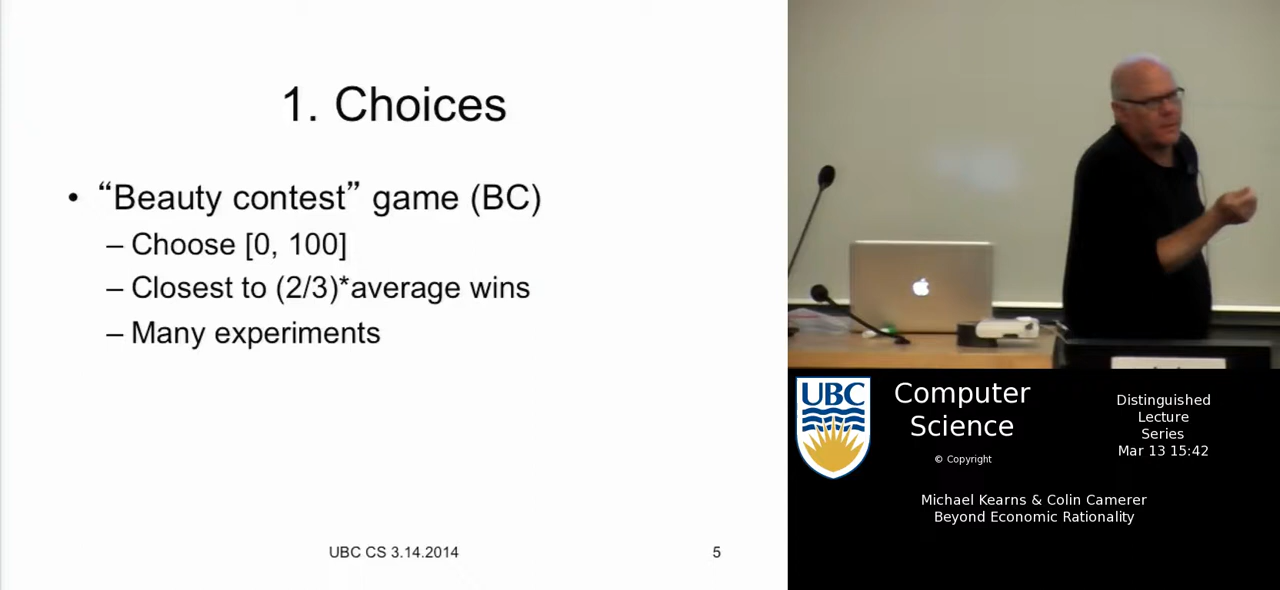 1. Choices
• “Beauty contest” game (BC)
– Choose [0, 100]
– Closest to (2/3)*average wins
– Many experiments
UBC CS 3.14.2014
5
UBC
Computer
Science
© Copyright
Distinguished
Lecture
Series
Mar 13 15:42
Michael Kearns & Colin Camerer
Beyond Economic Rationality